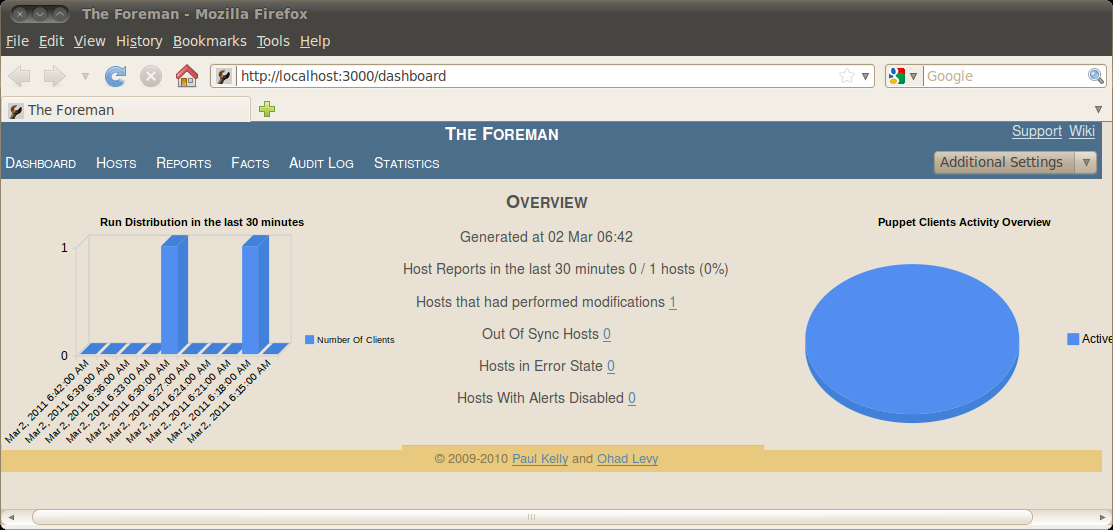 The Foreman - Mozilla Firefox
File Edit View History Bookmarks Tools Help
http://localhost:3000/dashboard
Google
The Foreman
THE FOREMAN
Support Wiki
DASHBOARD HOSTS REPORTS FACTS AUDIT LOG STATISTICS
Additional Settings
OVERVIEW
Run Distribution in the last 30 minutes
1
0
Number Of Clients
Mar 2, 2011 6:42:00 AM
Mar 2, 2011 6:39:00 AM
Mar 2, 2011 6:36:00 AM
Mar 2, 2011 6:33:00 AM
Mar 2, 2011 6:30:00 AM
Mar 2, 2011 6:27:00 AM
Mar 2, 2011 6:24:00 AM
Mar 2, 2011 6:21:00 AM
Mar 2, 2011 6:18:00 AM
Mar 2, 2011 6:15:00 AM
Generated at 02 Mar 06:42
Host Reports in the last 30 minutes 0 / 1 hosts (0%)
Hosts that had performed modifications 1
Out Of Sync Hosts 0
Hosts in Error State 0
Hosts With Alerts Disabled 0
Puppet Clients Activity Overview
Active
© 2009-2010 Paul Kelly and Ohad Levy